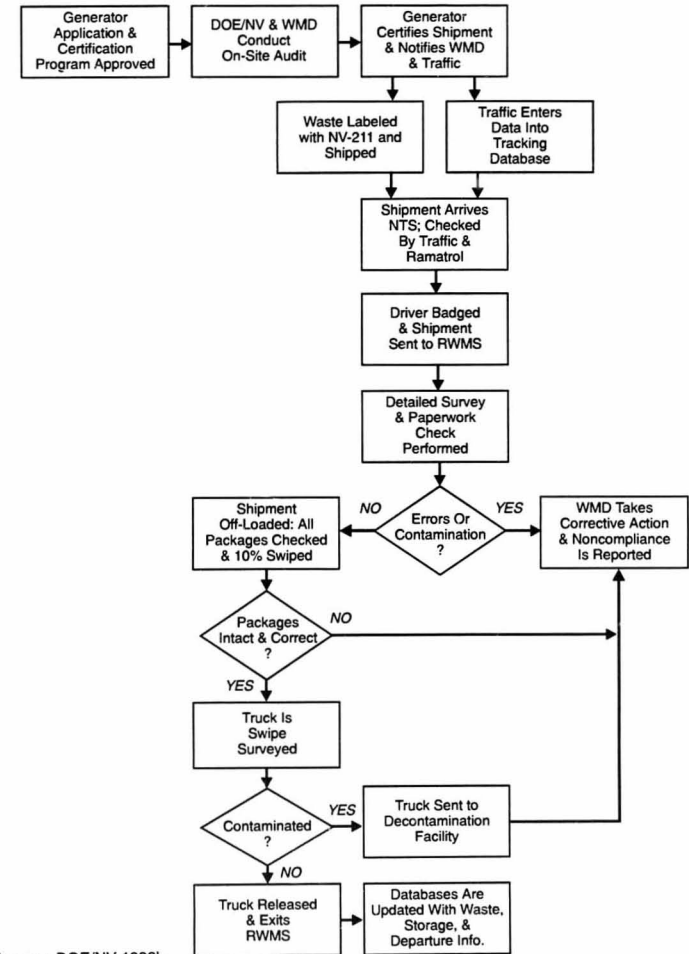 Generator
Application &
Certification
Program Approved
DOE/NV & WMD
Conduct
On-Site Audit
Generator
Certifies Shipment
& Notifies WMD
& Traffic
Waste Labeled
with NV-211 and
Shipped
Traffic Enters
Data Into
Tracking
Database
Shipment Arrives
NTS; Checked
By Traffic &
Ramatrol
Driver Badged
& Shipment
Sent to RWMS
Detailed Survey
& Paperwork
Check
Performed
Errors Or
Contamination
?
NO
YES
Shipment
Off-Loaded: All
Packages Checked
& 10% Swiped
WMD Takes
Corrective Action
& Noncompliance
Is Reported
Packages
Intact & Correct
?
NO
YES
Truck Is
Swipe
Surveyed
Contaminated
?
YES
Truck Sent to
Decontamination
Facility
NO
Truck Released
& Exits
RWMS
Databases Are
Updated With Waste,
Storage, &
Departure Info.